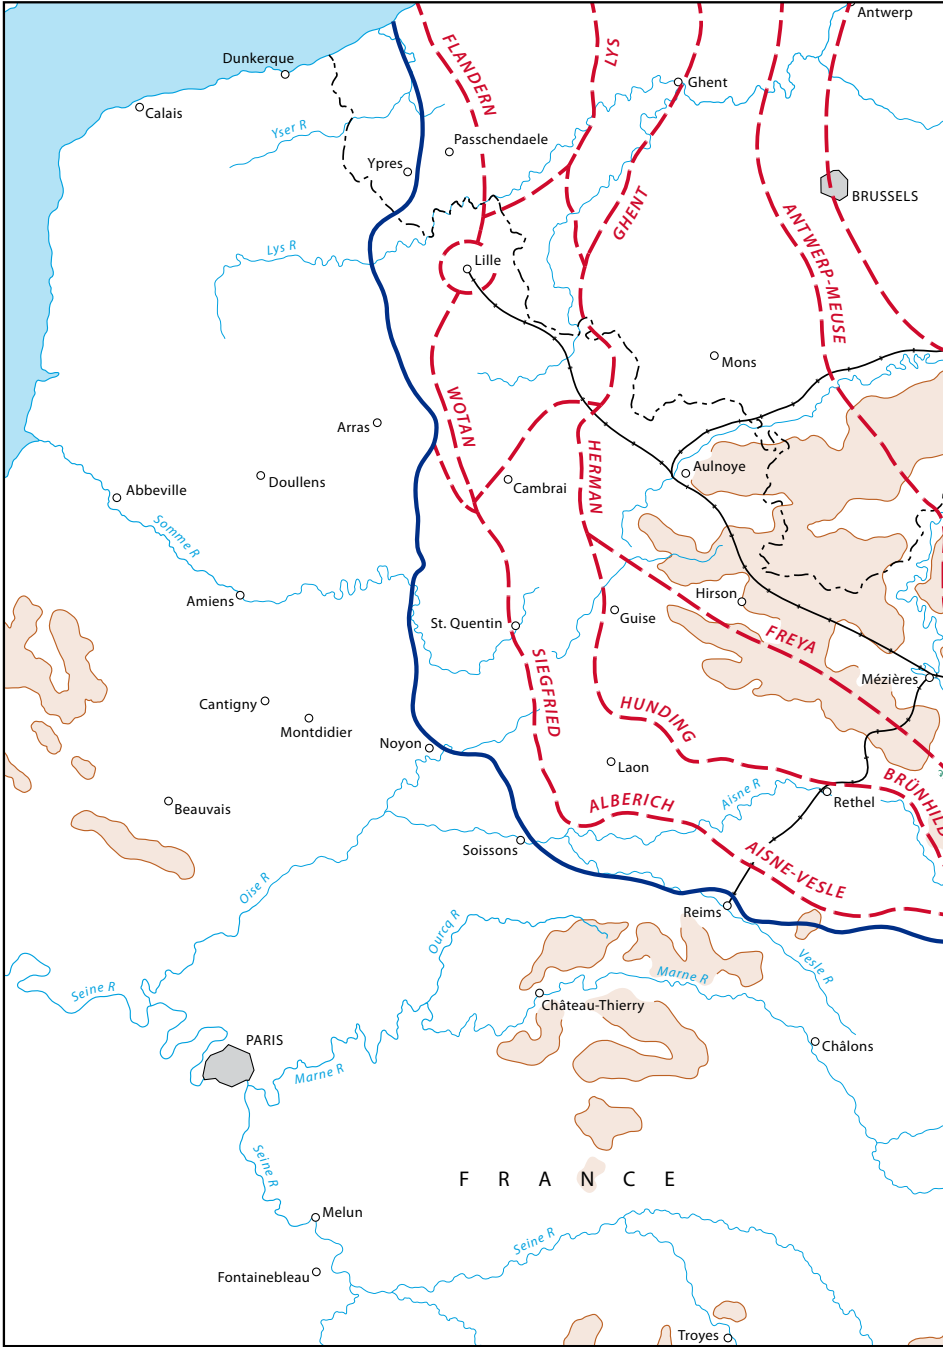 Antwerp
FLANDERN
LYS
Dunkerque
Ghent
Calais
Yser R
Passchendaele
Ypres
BRUSSELS
GHENT
ANTWERP-MEUSE
Lys R
Lille
Mons
WOTAN
Arras
HERMAN
Aulnoye
Doullens
Cambrai
Abbeville
Somme R
Hirson
Amiens
St. Quentin
Guise
FREYA
SIEGFRIED
Mézières
Cantigny
HUNDING
Montdidier
Noyon
Laon
BRÜNHILD
Aisne R
Beauvais
ALBERICH
Rethel
Soissons
AISNE-VESLE
Oise R
Reims
Ourcq R
Vesle R
Marne R
Seine R
Château-Thierry
PARIS
Châlons
Marne R
Seine R
FRANCE
Melun
Seine R
Fontainebleau
Troyes